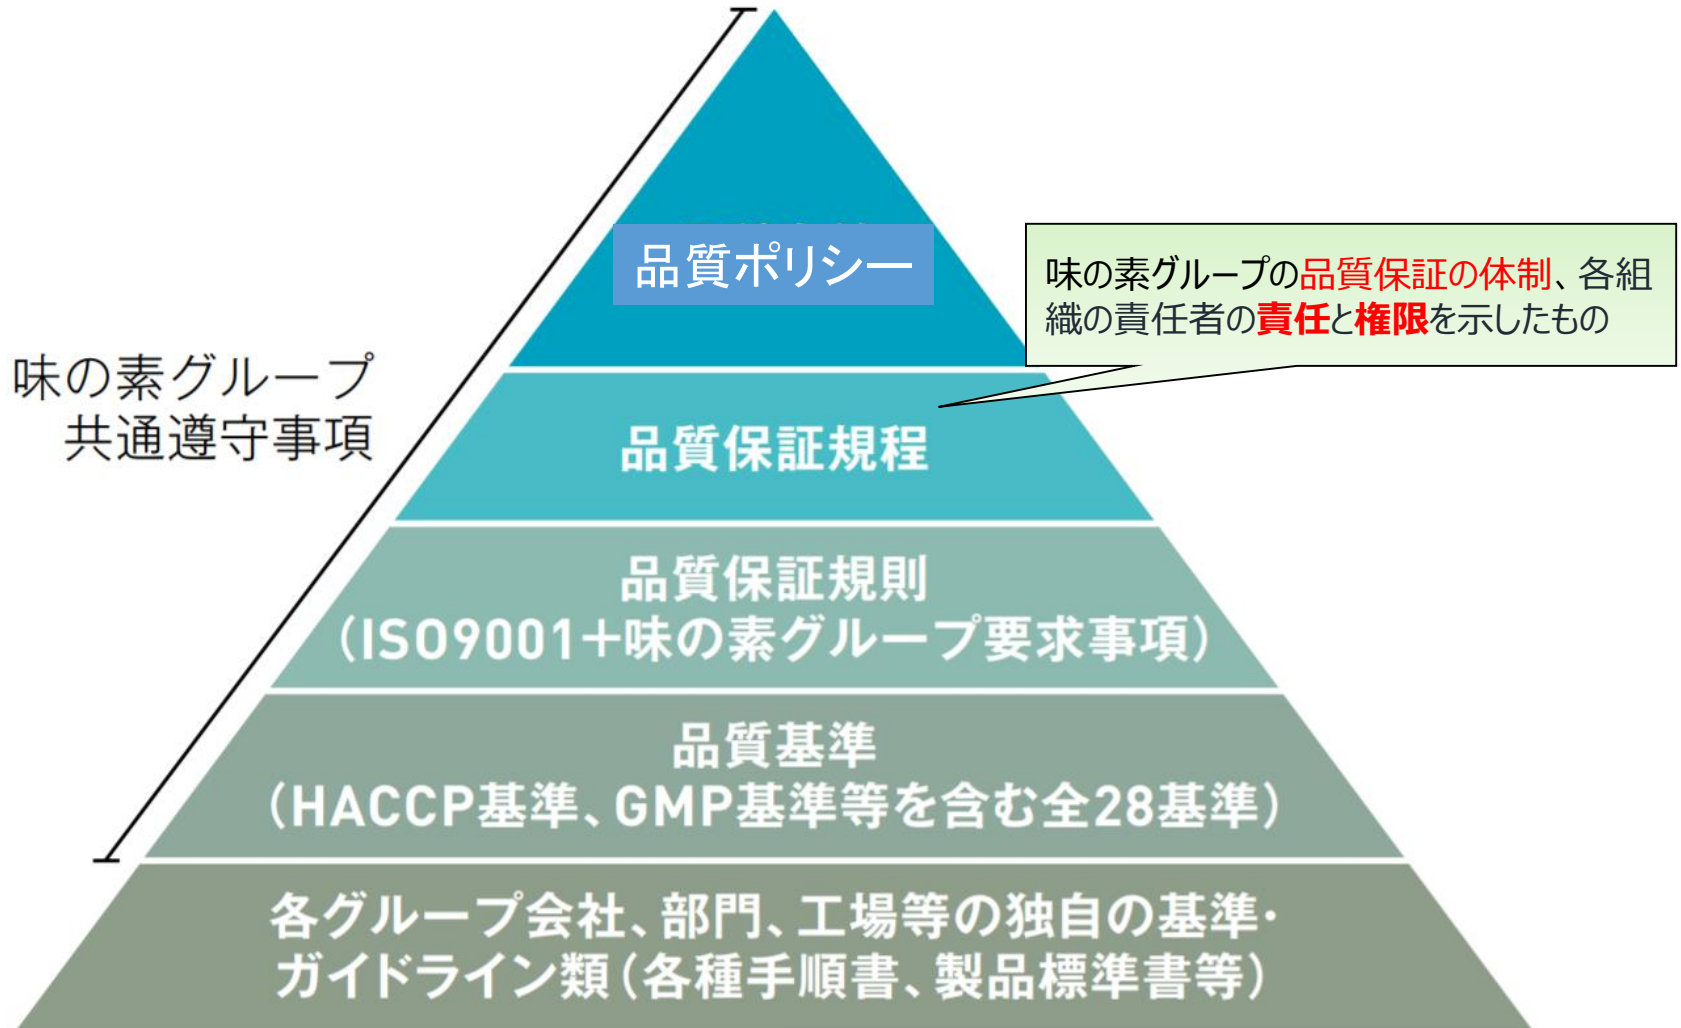 品質ポリシー
味の素グループの品質保証の体制、各組
織の責任者の責任と権限を示したもの
味の素グループ
共通遵守事項
品質保証規程
品質保証規則
（ISO9001＋味の素グループ要求事項）
品質基準
（HACCP基準、GMP基準等を含む全28基準）
各グループ会社、部門、工場等の独自の基準・
ガイドライン類（各種手順書、製品標準書等）